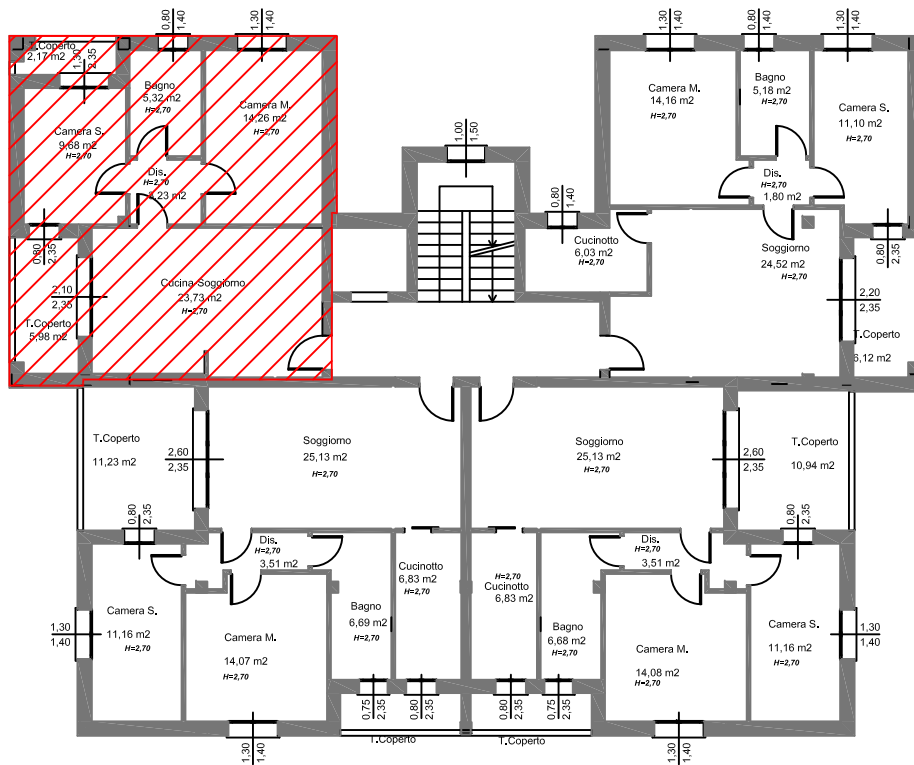 0,80
1,40
1,30
1,40
T.Coperto
2,17 m2
1,30
2,35
Bagno
5,32 m2
H=2,70
Camera M.
14,26 m2
H=2,70
Camera S.
9,68 m2
H=2,70
Dis.
H=2,70
3,23 m2
0,80
2,35
2,10
2,35
Cucina-Soggiorno
23,73 m2
H=2,70
T.Coperto
5,98 m2
1,00
1,50
0,80
1,40
Cucinotto
6,03 m2
H=2,70
1,30
1,40
0,80
1,40
1,30
1,40
Camera M.
14,16 m2
H=2,70
Bagno
5,18 m2
H=2,70
Camera S.
11,10 m2
H=2,70
Dis.
H=2,70
1,80 m2
Soggiorno
24,52 m2
H=2,70
0,80
2,35
2,20
2,35
T.Coperto
6,12 m2
T.Coperto
11,23 m2
2,60
2,35
Soggiorno
25,13 m2
H=2,70
Soggiorno
25,13 m2
H=2,70
2,60
2,35
T.Coperto
10,94 m2
0,80
2,35
Dis.
H=2,70
3,51 m2
Cucinotto
6,83 m2
H=2,70
H=2,70
Cucinotto
6,83 m2
Dis.
H=2,70
3,51 m2
0,80
2,35
Camera S.
11,16 m2
H=2,70
1,30
1,40
Camera M.
14,07 m2
H=2,70
Bagno
6,69 m2
H=2,70
Bagno
6,68 m2
H=2,70
Camera M.
14,08 m2
H=2,70
Camera S.
11,16 m2
H=2,70
1,30
1,40
0,75
2,35
0,80
2,35
0,80
2,35
0,75
2,35
T.Coperto
T.Coperto
1,30
1,40
1,30
1,40